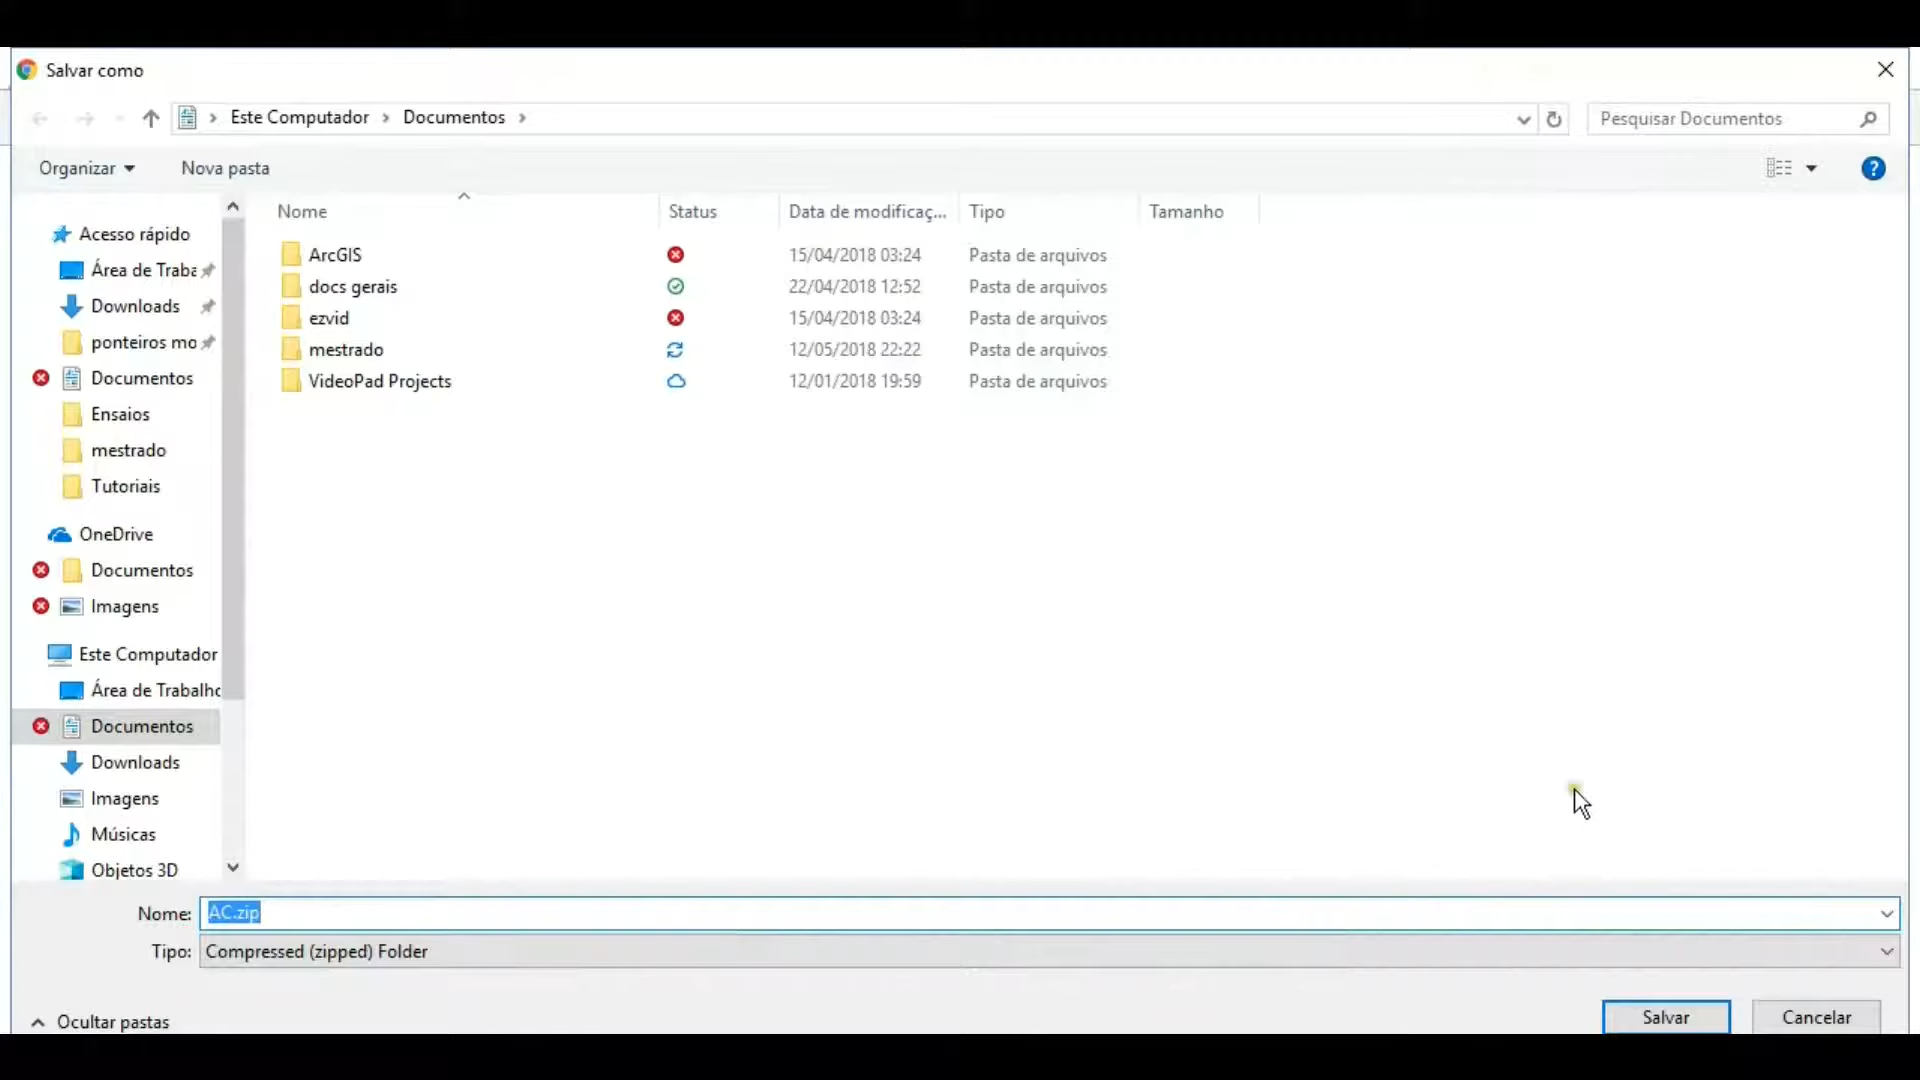 Salvar como
Este Computador > Documentos >
Pesquisar Documentos
Organizar
Nova pasta
?
Nome
Status
Data de modificaç...
Tipo
Tamanho
Acesso rápido
Área de Traba
Downloads
ponteiros mo
Documentos
Ensaios
mestrado
Tutoriais
OneDrive
Documentos
Imagens
Este Computador
Área de Trabalho
Documentos
Downloads
Imagens
Músicas
Objetos 3D
ArcGIS 15/04/2018 03:24 Pasta de arquivos
docs gerais 22/04/2018 12:52 Pasta de arquivos
ezvid 15/04/2018 03:24 Pasta de arquivos
mestrado 12/05/2018 22:22 Pasta de arquivos
VideoPad Projects 12/01/2018 19:59 Pasta de arquivos
Nome: AC.zip
Tipo: Compressed (zipped) Folder
Ocultar pastas
Salvar
Cancelar